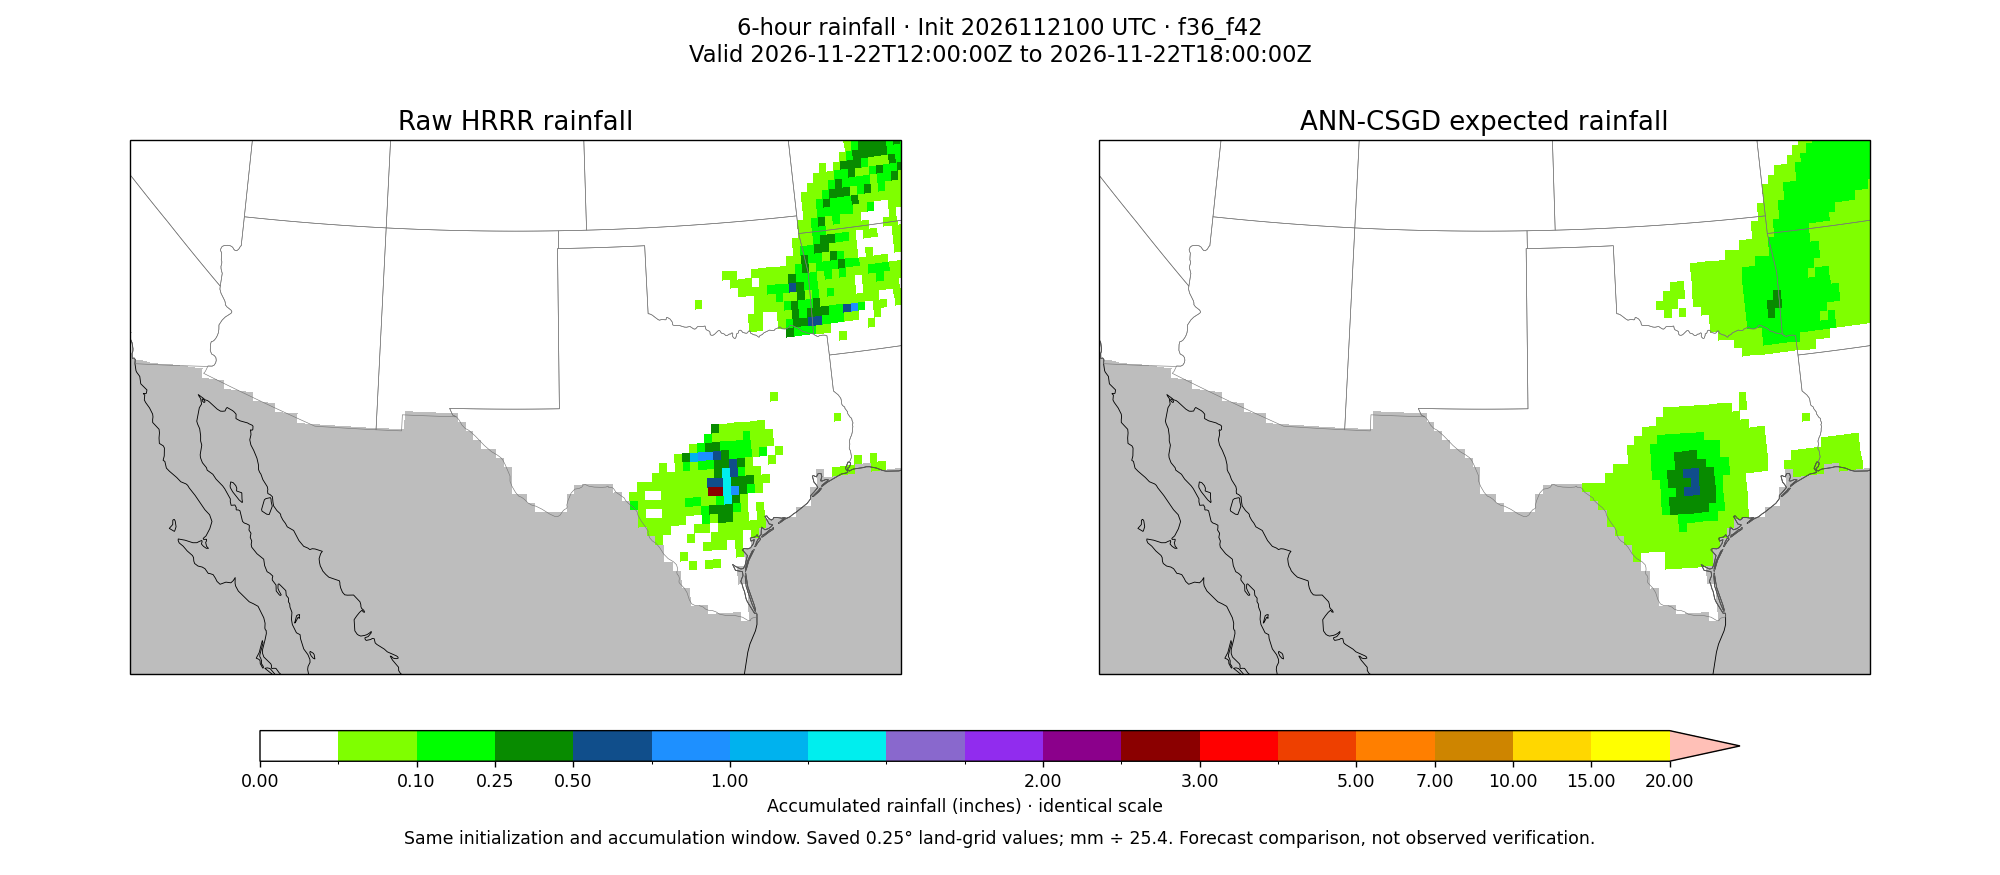 6-hour rainfall · Init 2026112100 UTC · f36_f42
Valid 2026-11-22T12:00:00Z to 2026-11-22T18:00:00Z
Raw HRRR rainfall
ANN-CSGD expected rainfall
0.00 0.10 0.25 0.50 1.00 2.00 3.00 5.00 7.00 10.00 15.00 20.00
Accumulated rainfall (inches) · identical scale
Same initialization and accumulation window. Saved 0.25° land-grid values; mm ÷ 25.4. Forecast comparison, not observed verification.